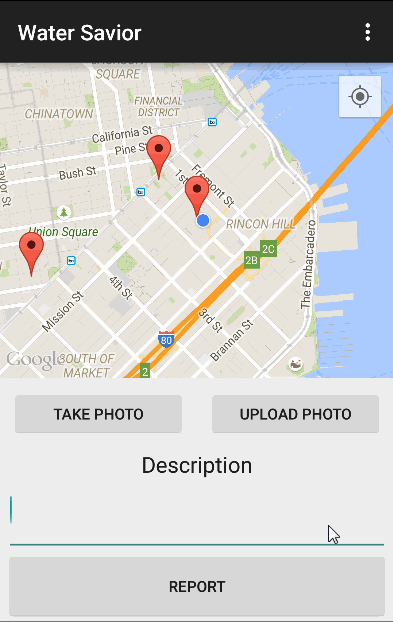 Water Savior
JACKSON
SQUARE
CHINATOWN
FINANCIAL
DISTRICT
California St
Pine St
Bush St
Taylor St
1st St
Fremont St
Union Square
RINCON HILL
2C
2B
The Embarcadero
4th St
Mission St
3rd St
80
Brannan St
Google
SOUTH OF
MARKET
2
TAKE PHOTO
UPLOAD PHOTO
Description
REPORT